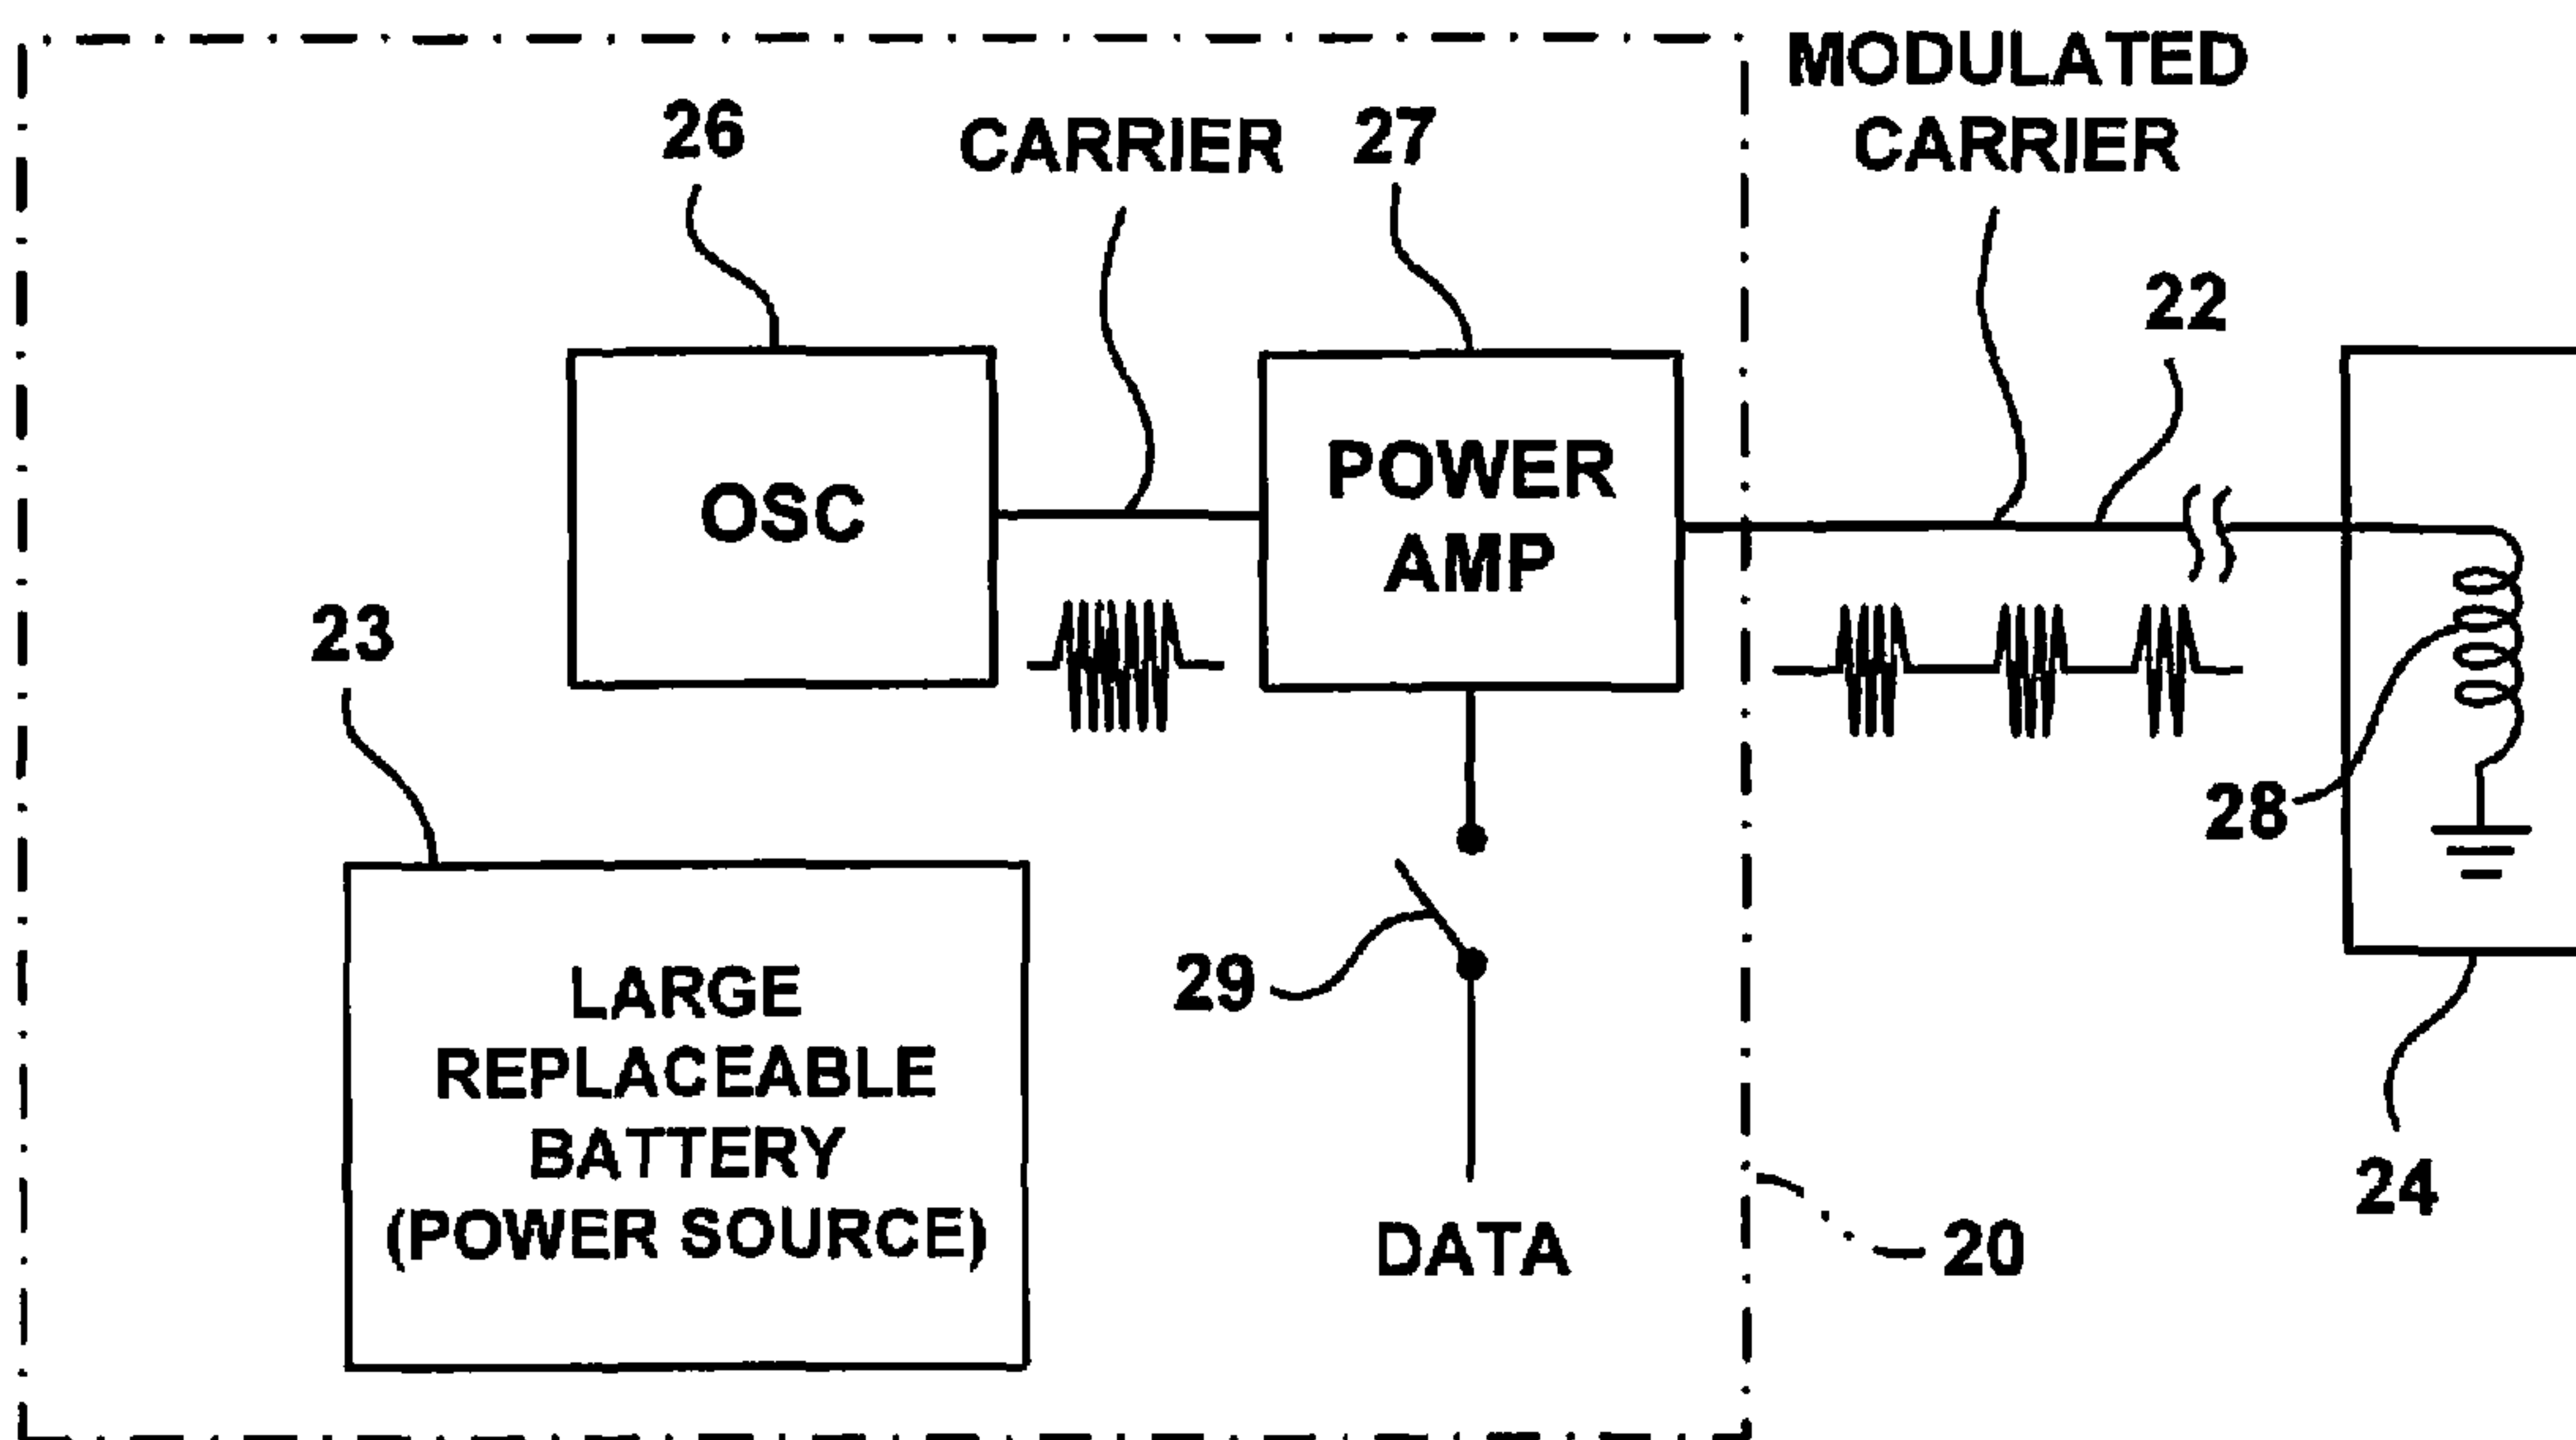 MODULATED
CARRIER
26
CARRIER
27
22
OSC
POWER
AMP
23
28
29
LARGE
REPLACEABLE
BATTERY
(POWER SOURCE)
DATA
20
24